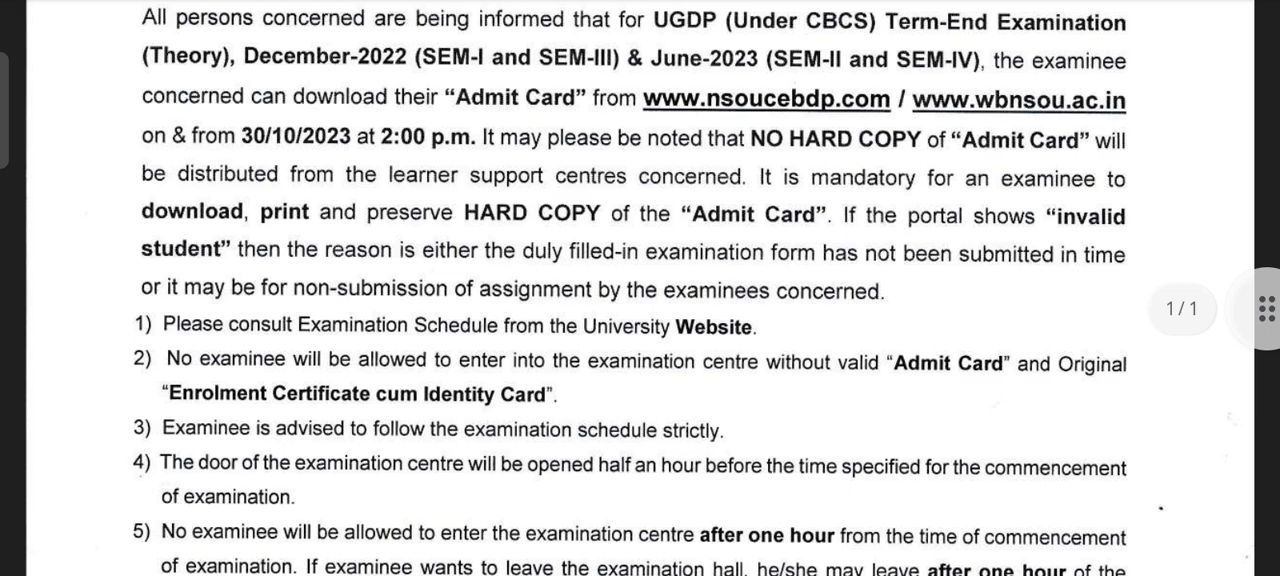 All persons concerned are being informed that for UGDP (Under CBCS) Term-End Examination
(Theory), December-2022 (SEM-I and SEM-III) & June-2023 (SEM-II and SEM-IV), the examinee
concerned can download their “Admit Card” from www.nsoucebdp.com / www.wbnsou.ac.in
on & from 30/10/2023 at 2:00 p.m. It may please be noted that NO HARD COPY of “Admit Card” will
be distributed from the learner support centres concerned. It is mandatory for an examinee to
download, print and preserve HARD COPY of the “Admit Card”. If the portal shows “invalid
student” then the reason is either the duly filled-in examination form has not been submitted in time
or it may be for non-submission of assignment by the examinees concerned.
1) Please consult Examination Schedule from the University Website.
1/1
2) No examinee will be allowed to enter into the examination centre without valid “Admit Card” and Original
“Enrolment Certificate cum Identity Card”.
3) Examinee is advised to follow the examination schedule strictly.
4) The door of the examination centre will be opened half an hour before the time specified for the commencement
of examination.
5) No examinee will be allowed to enter the examination centre after one hour from the time of commencement
of examination. If examinee wants to leave the examination hall, he/she may leave after one hour of the